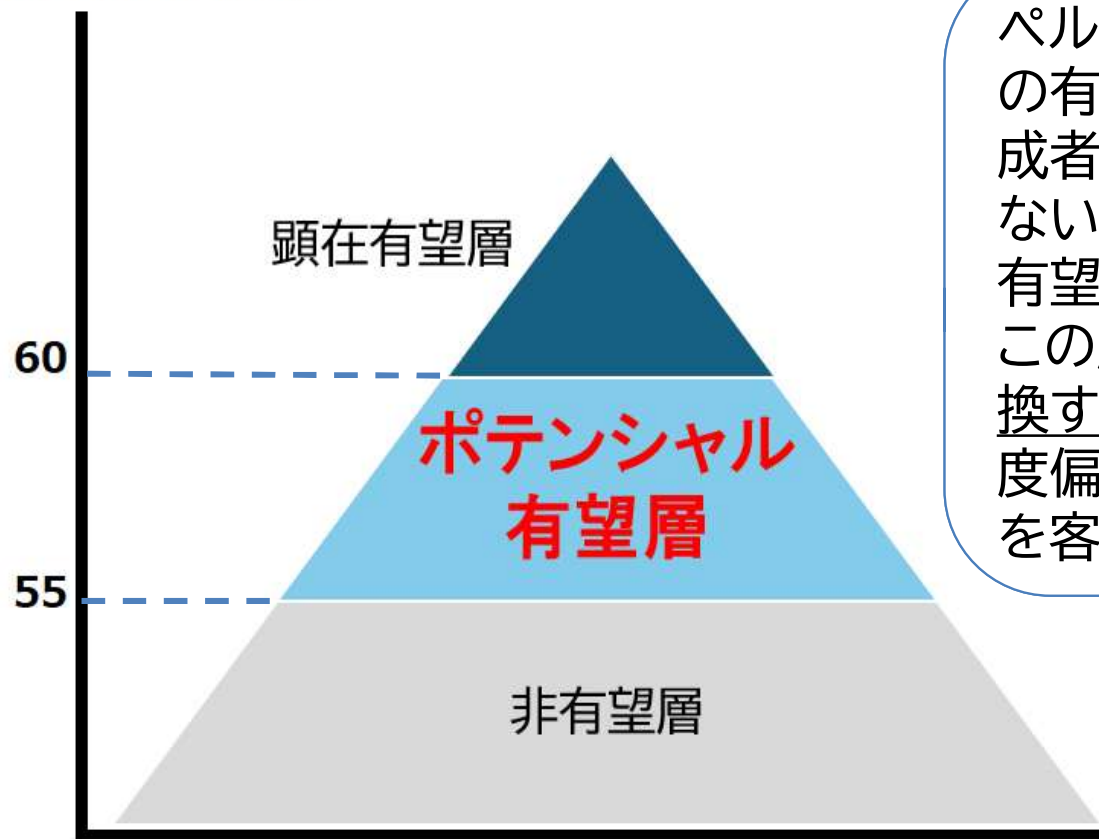 顕在有望層
60
ポテンシャル
有望層
55
非有望層
ペル
の有
成者
ない
有望
この
換す
度偏
を客